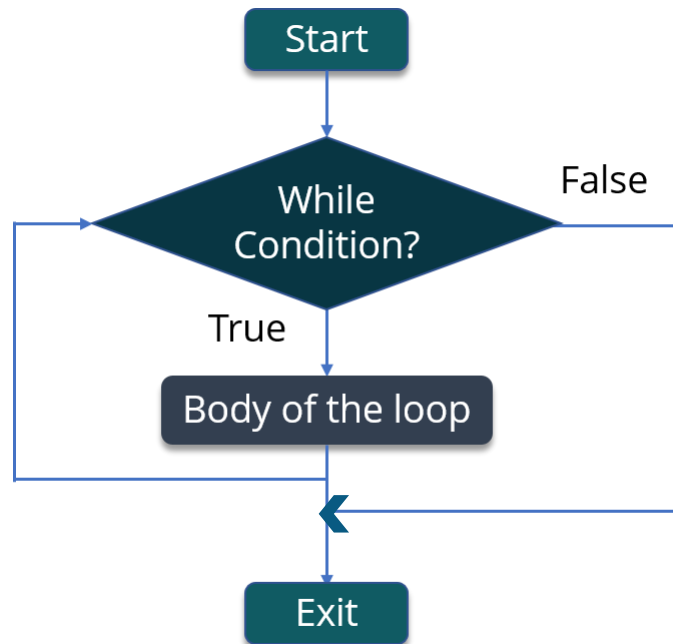 Start
While
Condition?
False
True
Body of the loop
Exit